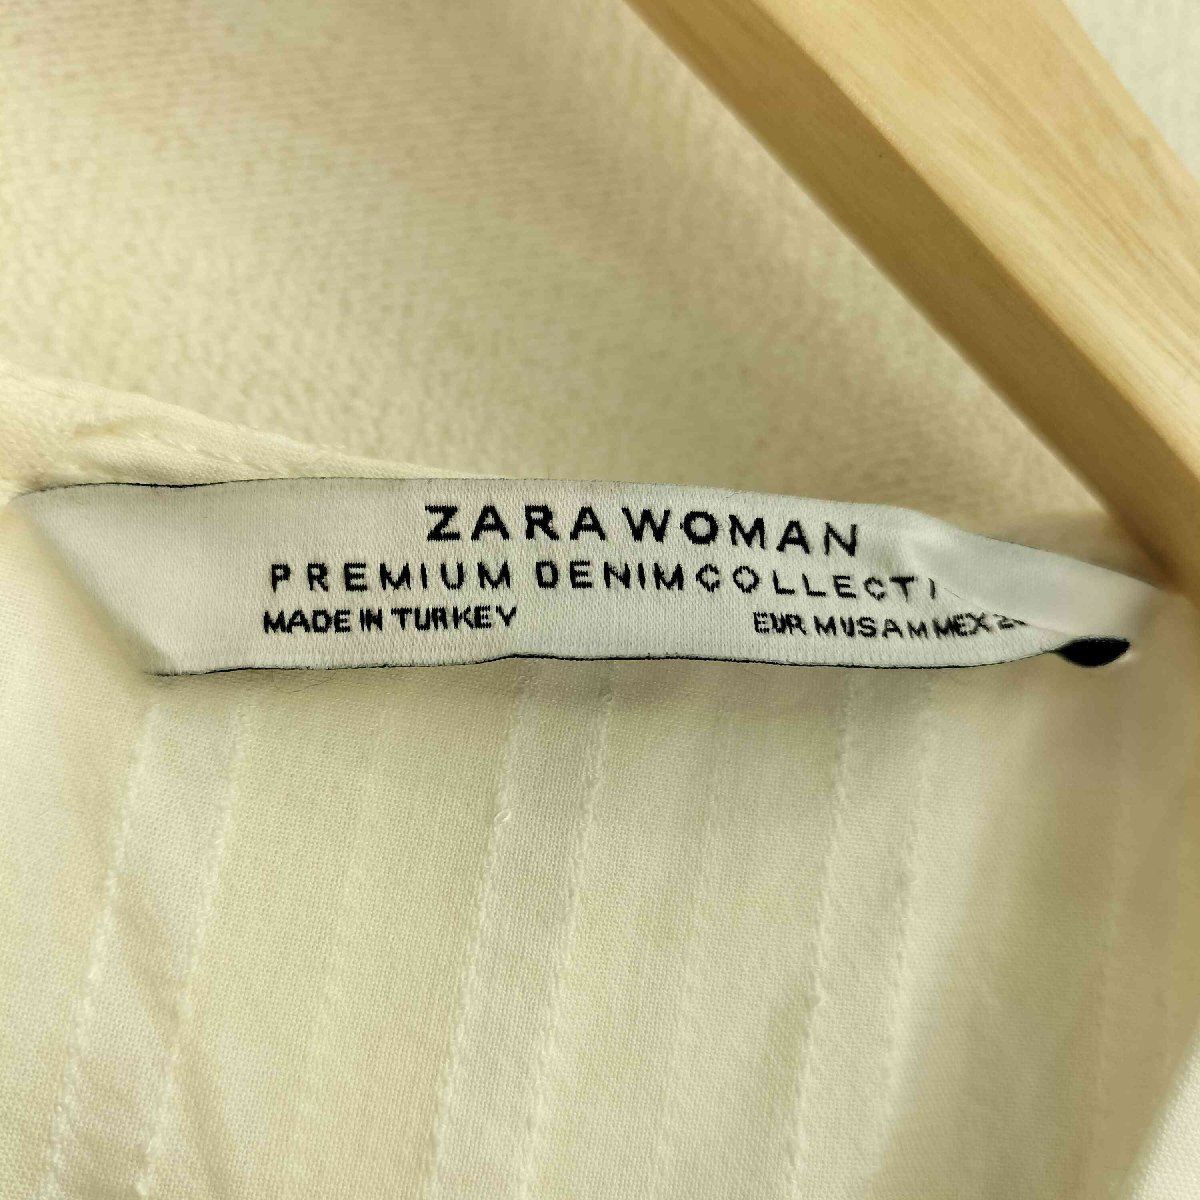 ZARA WOMAN
PREMIUM DENIM COLLECTI
MADE IN TURKEY EUR M USA M MEX